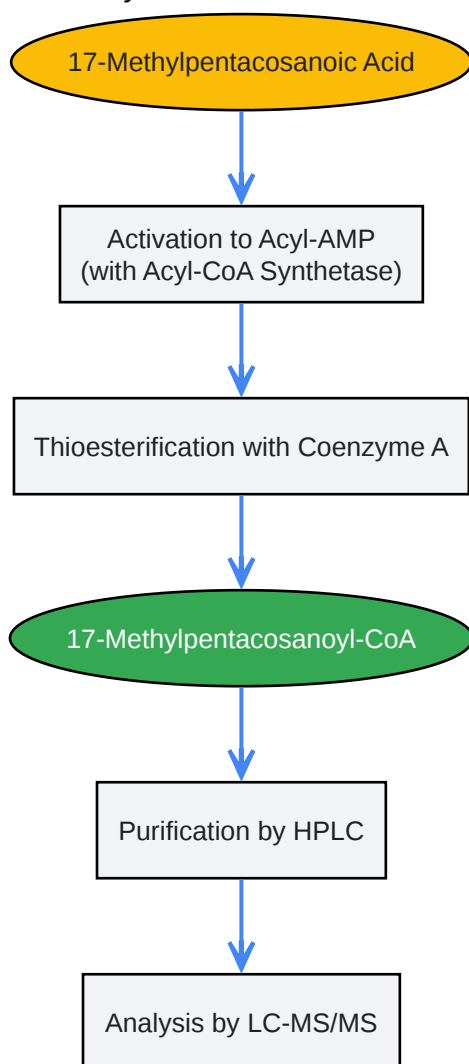 17-Methylpentacosanoic Acid
Activation to Acyl-AMP
(with Acyl-CoA Synthetase)
Thioesterification with Coenzyme A
17-Methylpentacosanoyl-CoA
Purification by HPLC
Analysis by LC-MS/MS